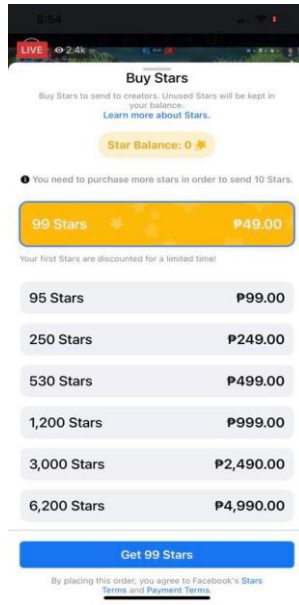 5:54
LIVE 2.4k
Buy Stars
Buy Stars to send to creators. Unused Stars will be kept in
your balance.
Learn more about Stars.
Star Balance: 0
You need to purchase more stars in order to send 10 Stars.
99 Stars ₱49.00
Your first Stars are discounted for a limited time!
95 Stars ₱99.00
250 Stars ₱249.00
530 Stars ₱499.00
1,200 Stars ₱999.00
3,000 Stars ₱2,490.00
6,200 Stars ₱4,990.00
Get 99 Stars
By placing this order, you agree to Facebook's Stars
Terms and Payment Terms.